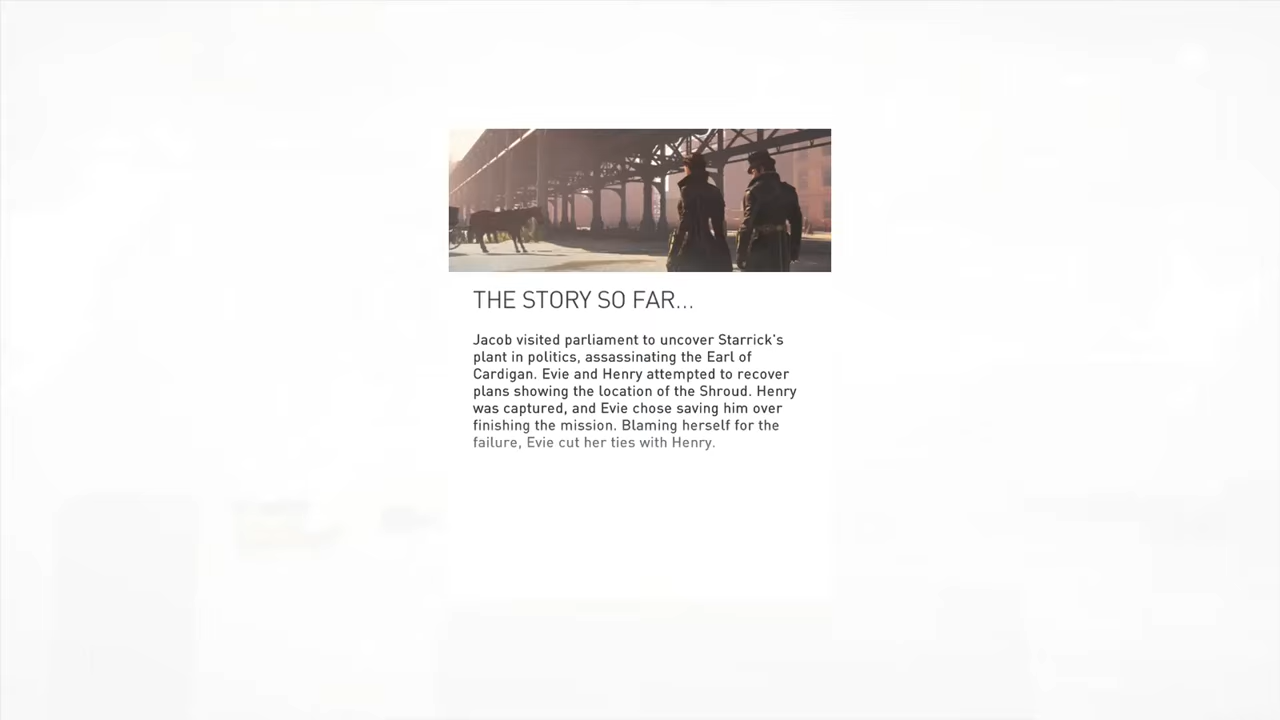 THE STORY SO FAR...
Jacob visited parliament to uncover Starrick's
plant in politics, assassinating the Earl of
Cardigan. Evie and Henry attempted to recover
plans showing the location of the Shroud. Henry
was captured, and Evie chose saving him over
finishing the mission. Blaming herself for the
failure, Evie cut her ties with Henry.